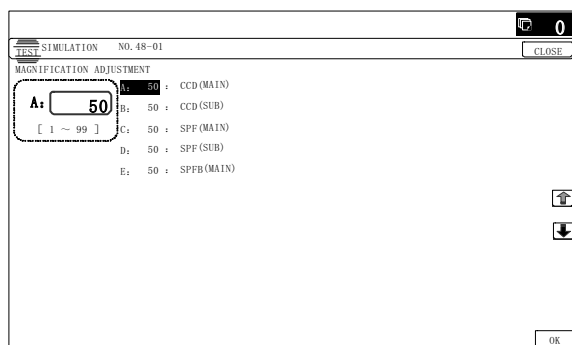 0
TEST SIMULATION NO. 48-01 CLOSE
MAGNIFICATION ADJUSTMENT
A: 50
[ 1 ~ 99 ]
A: 50 : CCD(MAIN)
B: 50 : CCD(SUB)
C: 50 : SPF(MAIN)
D: 50 : SPF(SUB)
E: 50 : SPFB(MAIN)
OK